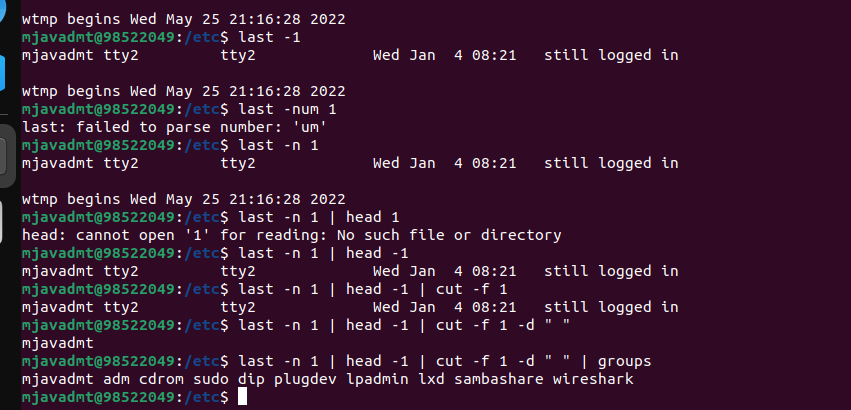 wtmp begins Wed May 25 21:16:28 2022
mjavadmt@98522049:/etc$ last -1
mjavadmt tty2         tty2             Wed Jan  4 08:21   still logged in
wtmp begins Wed May 25 21:16:28 2022
mjavadmt@98522049:/etc$ last -num 1
last: failed to parse number: 'um'
mjavadmt@98522049:/etc$ last -n 1
mjavadmt tty2         tty2             Wed Jan  4 08:21   still logged in
wtmp begins Wed May 25 21:16:28 2022
mjavadmt@98522049:/etc$ last -n 1 | head 1
head: cannot open '1' for reading: No such file or directory
mjavadmt@98522049:/etc$ last -n 1 | head -1
mjavadmt tty2         tty2             Wed Jan  4 08:21   still logged in
mjavadmt@98522049:/etc$ last -n 1 | head -1 | cut -f 1
mjavadmt tty2         tty2             Wed Jan  4 08:21   still logged in
mjavadmt@98522049:/etc$ last -n 1 | head -1 | cut -f 1 -d " "
mjavadmt
mjavadmt@98522049:/etc$ last -n 1 | head -1 | cut -f 1 -d " " | groups
mjavadmt adm cdrom sudo dip plugdev lpadmin lxd sambashare wireshark
mjavadmt@98522049:/etc$